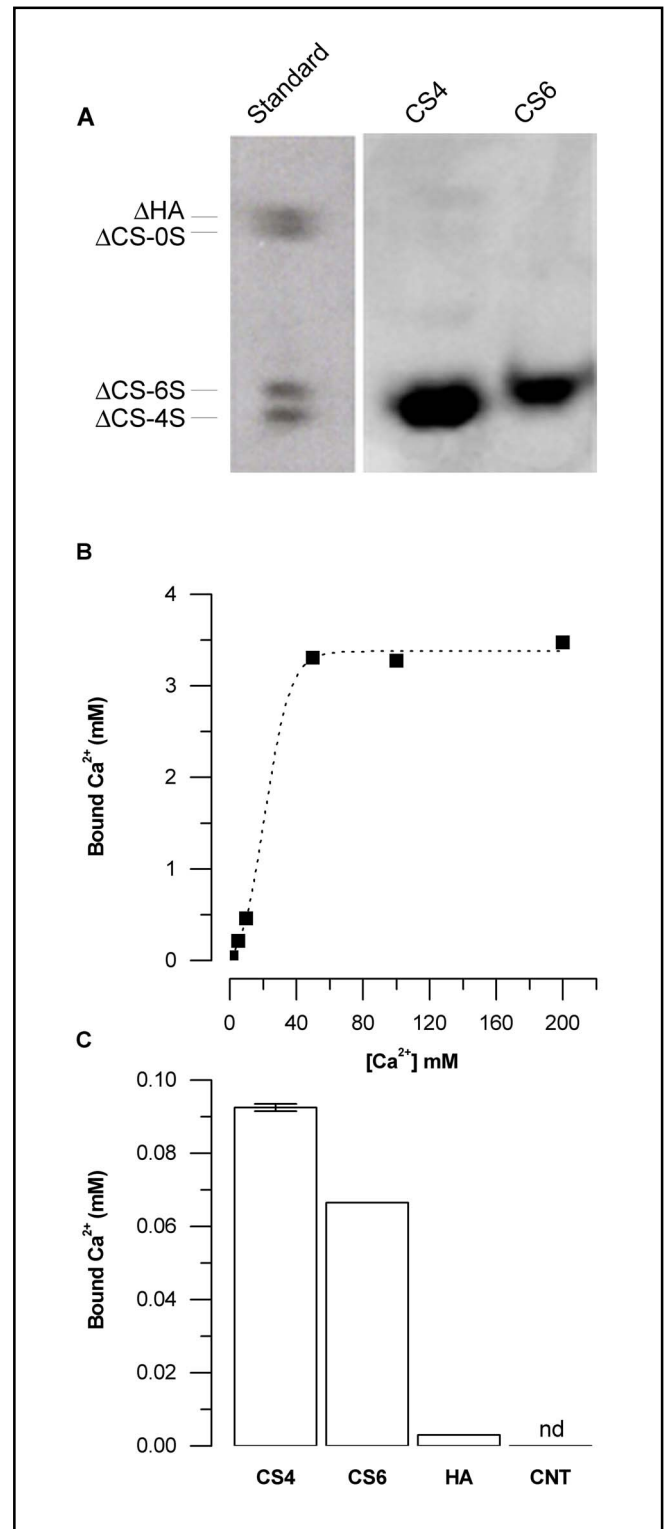 A
Standard
CS4
CS6
ΔHA
ΔCS-0S
ΔCS-6S
ΔCS-4S
B
4
3
2
1
0
Bound Ca²⁺ (mM)
0 40 80 120 160 200
[Ca²⁺] mM
C
0.10
0.08
0.06
0.04
0.02
0.00
Bound Ca²⁺ (mM)
nd
CS4 CS6 HA CNT